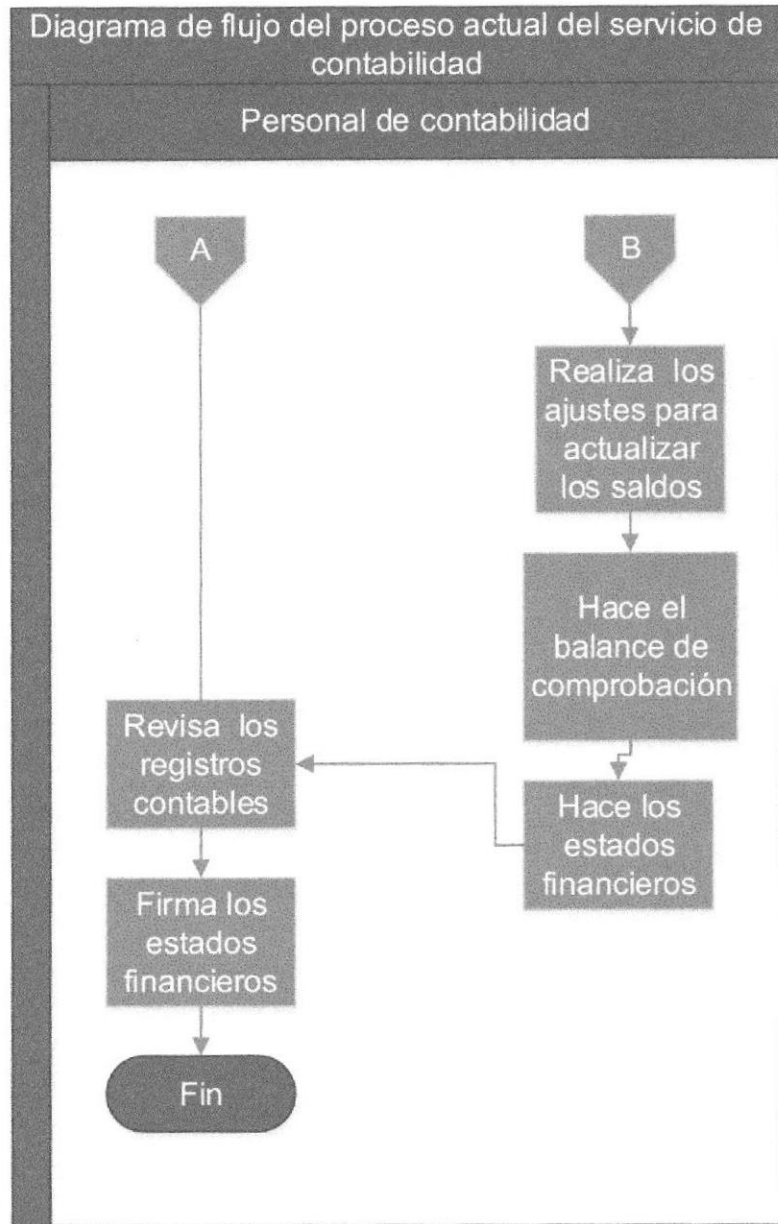 Diagrama de flujo del proceso actual del servicio de
contabilidad
Personal de contabilidad
A
B
Realiza los
ajustes para
actualizar
los saldos
Hace el
balance de
comprobación
Revisa los
registros
contables
Hace los
estados
financieros
Firma los
estados
financieros
Fin